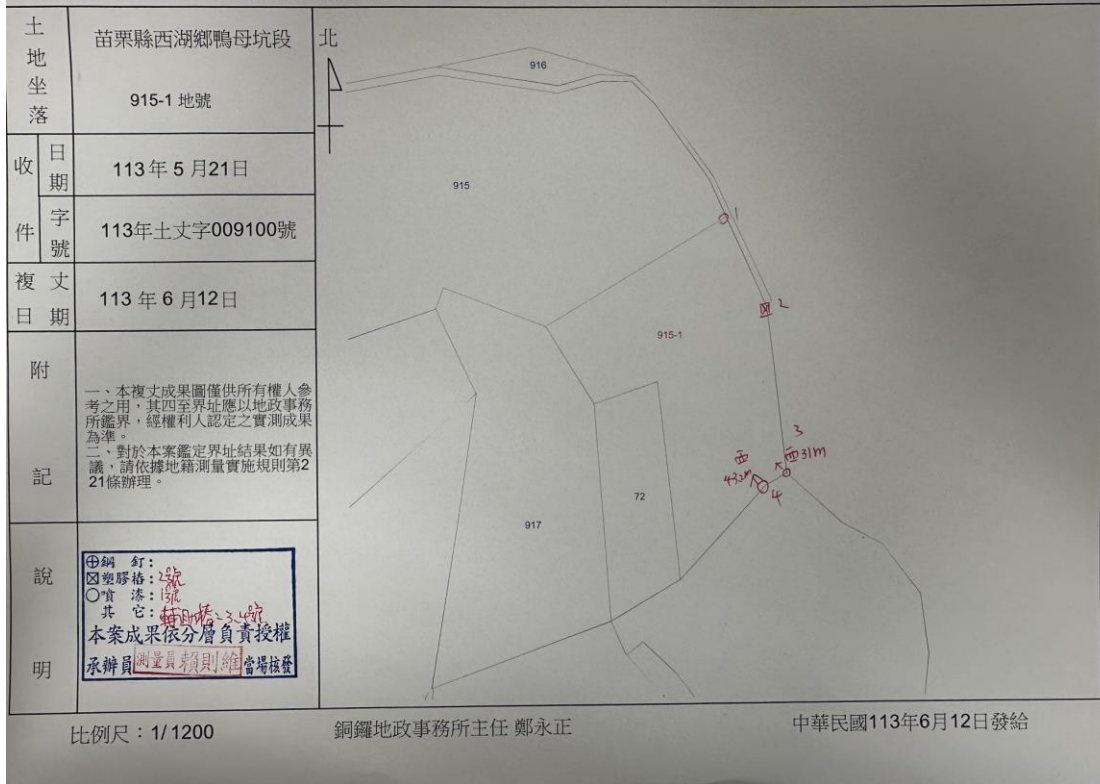 土地坐落
苗栗縣西湖鄉鴨母坑段
915-1 地號
收件
日期
113年 5 月21日
字號
113年土丈字009100號
複丈日期
113 年 6 月12日
附記
一、本複丈成果圖僅供所有權人參
考之用，其四至界址應以地政事務
所鑑界，經權利人認定之實測成果
為準。
二、對於本案鑑定界址結果如有異
議，請依據地籍測量實施規則第2
21條辦理。
說明
⊕鋼 釘：
⊠塑膠樁：2號
○噴 漆：1號
其 它：輔助樁：3.4號
本案成果依分層負責授權
承辦員 測量員 賴則維 當場核發
北
916
915
1
2
915-1
3
西31m
西
4
72
917
比例尺：1/1200
銅鑼地政事務所主任 鄭永正
中華民國113年6月12日發給